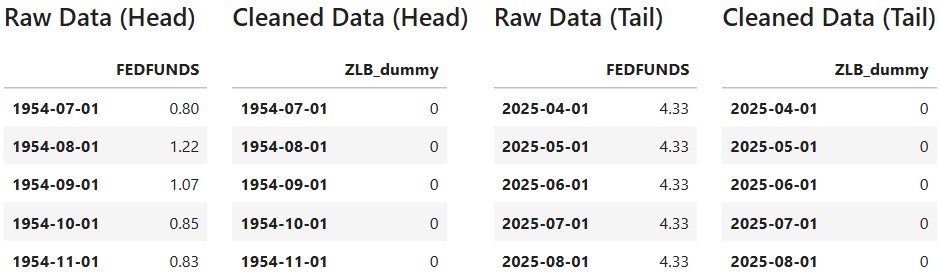 Raw Data (Head) Cleaned Data (Head) Raw Data (Tail) Cleaned Data (Tail)
FEDFUNDS ZLB_dummy FEDFUNDS ZLB_dummy
1954-07-01 0.80 1954-07-01 0 2025-04-01 4.33 2025-04-01 0
1954-08-01 1.22 1954-08-01 0 2025-05-01 4.33 2025-05-01 0
1954-09-01 1.07 1954-09-01 0 2025-06-01 4.33 2025-06-01 0
1954-10-01 0.85 1954-10-01 0 2025-07-01 4.33 2025-07-01 0
1954-11-01 0.83 1954-11-01 0 2025-08-01 4.33 2025-08-01 0